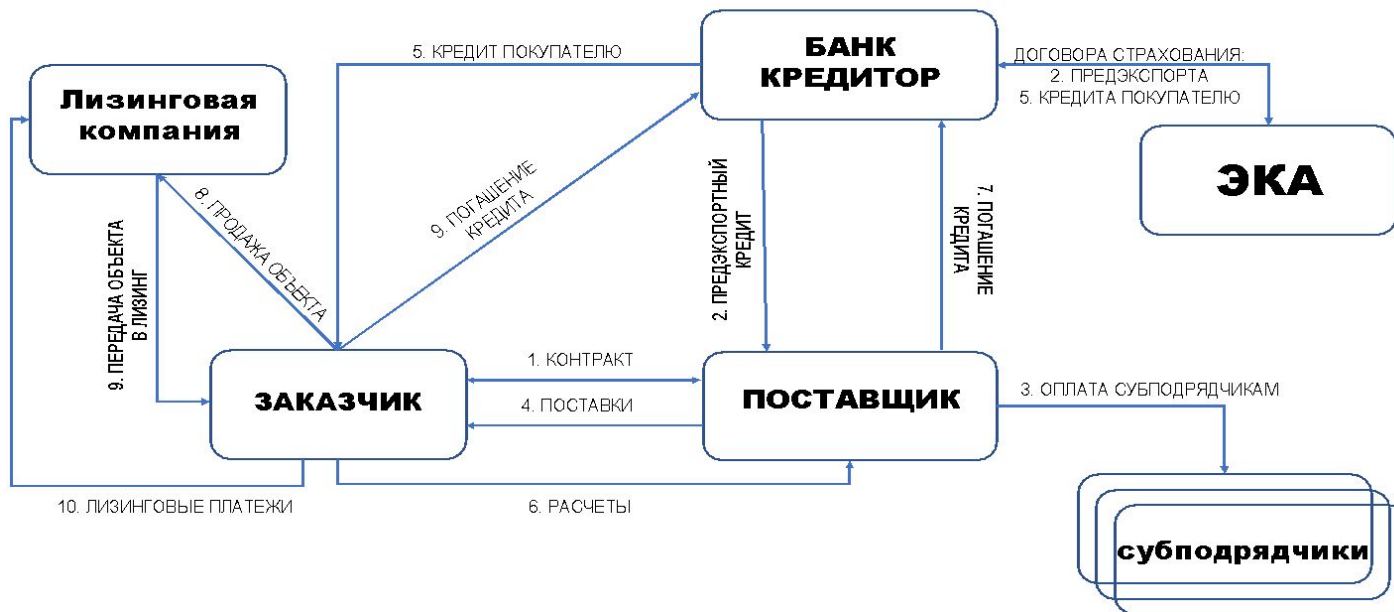 5. КРЕДИТ ПОКУПАТЕЛЮ
БАНК
КРЕДИТОР
ДОГОВОРА СТРАХОВАНИЯ:
2. ПРЕДЭКСПОРТА
5. КРЕДИТА ПОКУПАТЕЛЮ
Лизинговая
компания
ЭКА
8. ПРОДАЖА ОБЪЕКТА
9. ПОГАШЕНИЕ
КРЕДИТА
2. ПРЕДЭКСПОРТНЫЙ
КРЕДИТ
7. ПОГАШЕНИЕ
КРЕДИТА
9. ПЕРЕДАЧА ОБЪЕКТА
В ЛИЗИНГ
ЗАКАЗЧИК
1. КОНТРАКТ
4. ПОСТАВКИ
ПОСТАВЩИК
3. ОПЛАТА СУБПОДРЯДЧИКАМ
10. ЛИЗИНГОВЫЕ ПЛАТЕЖИ
6. РАСЧЕТЫ
субподрядчики